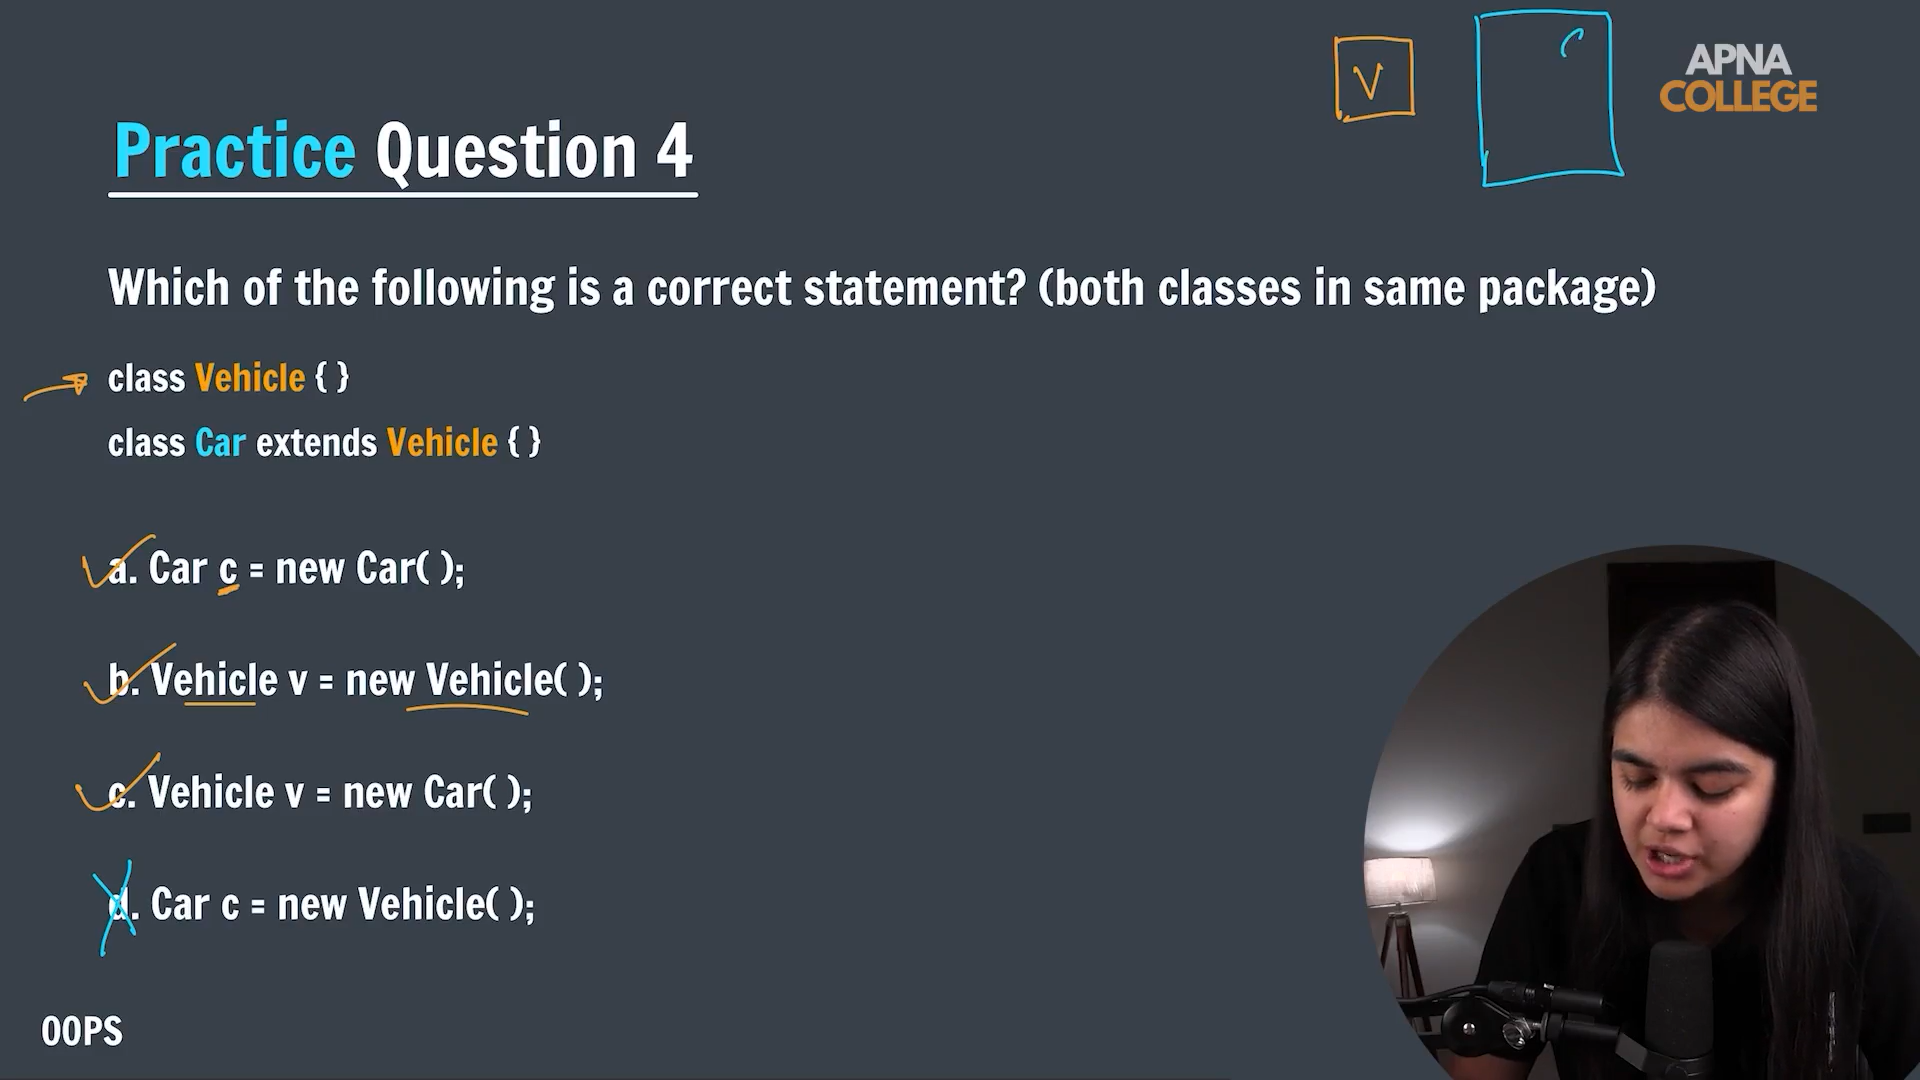 V
C
APNA
COLLEGE
Practice Question 4
Which of the following is a correct statement? (both classes in same package)
class Vehicle { }
class Car extends Vehicle { }
a. Car c = new Car( );
b. Vehicle v = new Vehicle( );
c. Vehicle v = new Car( );
d. Car c = new Vehicle( );
OOPS